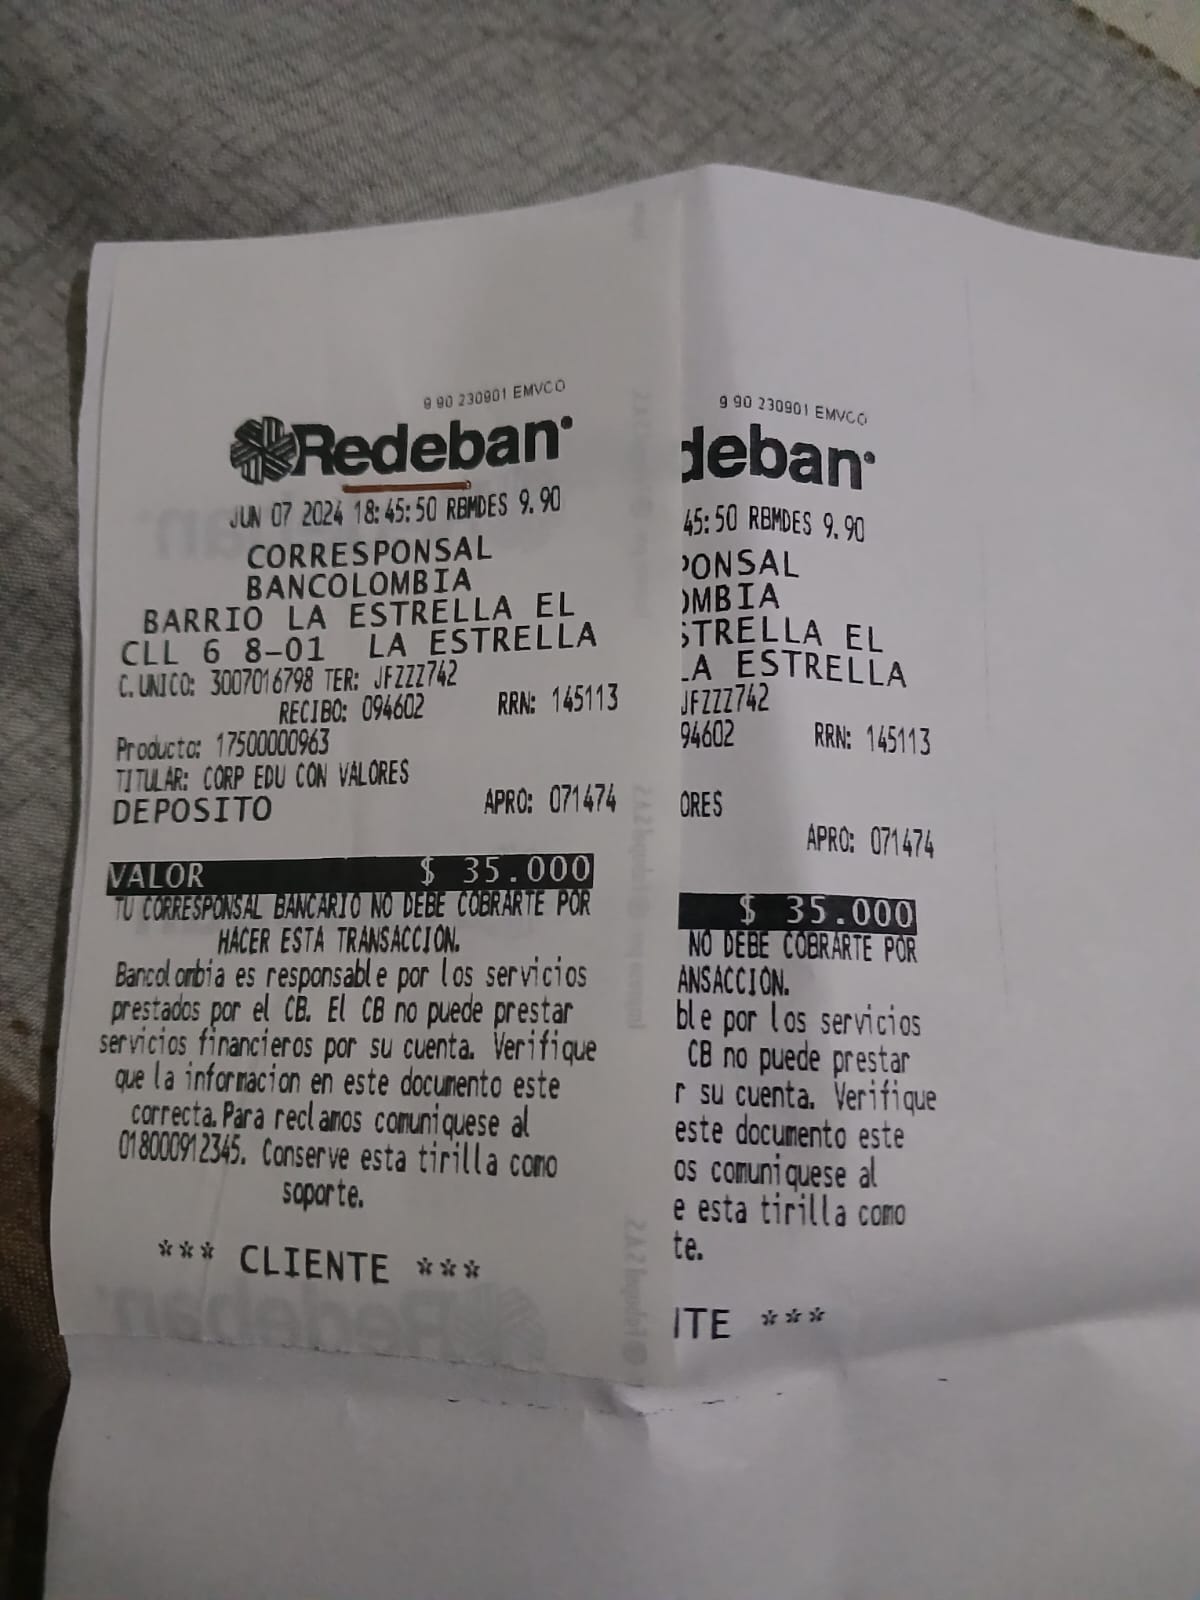 9 90 230901 EMVCO
Redeban
JUN 07 2024 18:45:50 RBMDES 9.90
CORRESPONSAL
BANCOLOMBIA
BARRIO LA ESTRELLA EL
CLL 6 8-01 LA ESTRELLA
C.UNICO: 3007016798 TER: JFZZZ742
RECIBO: 094602 RRN: 145113
Producto: 17500000963
TITULAR: CORP EDU CON VALORES
DEPOSITO APRO: 071474
VALOR $ 35.000
TU CORRESPONSAL BANCARIO NO DEBE COBRARTE POR
HACER ESTA TRANSACCION.
Bancolombia es responsable por los servicios
prestados por el CB. El CB no puede prestar
servicios financieros por su cuenta. Verifique
que la informacion en este documento este
correcta. Para reclamos comuniquese al
018000912345. Conserve esta tirilla como
soporte.
*** CLIENTE ***
9 90 230901 EMVCO
deban
45:50 RBMDES 9.90
PONSAL
OMBIA
STRELLA EL
LA ESTRELLA
JFZZZ742
94602 RRN: 145113
ORES
APRO: 071474
$ 35.000
NO DEBE COBRARTE POR
ANSACCION.
ble por los servicios
CB no puede prestar
r su cuenta. Verifique
este documento este
os comuniquese al
e esta tirilla como
te.
ITE ***